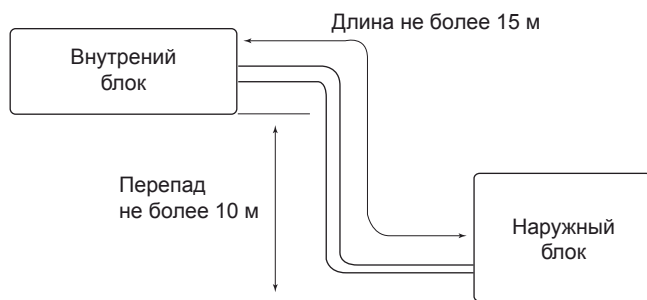 Длина не более 15 м
Внутрений
блок
Перепад
не более 10 м
Наружный
блок